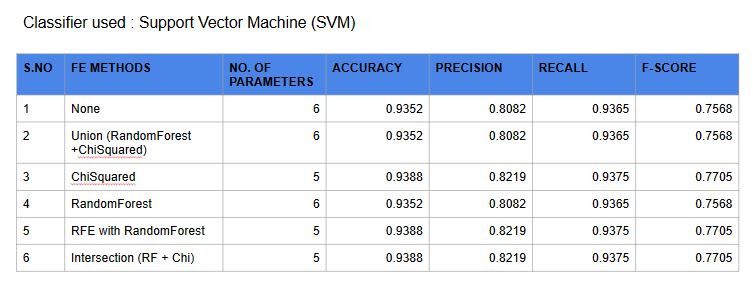 Classifier used : Support Vector Machine (SVM)
S.NO FE METHODS NO. OF PARAMETERS ACCURACY PRECISION RECALL F-SCORE
1 None 6 0.9352 0.8082 0.9365 0.7568
2 Union (RandomForest +ChiSquared) 6 0.9352 0.8082 0.9365 0.7568
3 ChiSquared 5 0.9388 0.8219 0.9375 0.7705
4 RandomForest 6 0.9352 0.8082 0.9365 0.7568
5 RFE with RandomForest 5 0.9388 0.8219 0.9375 0.7705
6 Intersection (RF + Chi) 5 0.9388 0.8219 0.9375 0.7705